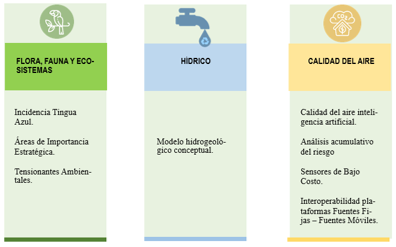 FLORA, FAUNA Y ECO-
SISTEMAS
Incidencia Tingua
Azul.
Áreas de Importancia
Estratégica.
Tensionantes Ambien-
tales.
HÍDRICO
Modelo hidrogeoló-
gico conceptual.
CALIDAD DEL AIRE
Calidad del aire inteli-
gencia artificial.
Análisis acumulativo
del riesgo
Sensores de Bajo
Costo.
Interoperabilidad pla-
taformas Fuentes Fi-
jas – Fuentes Móviles.